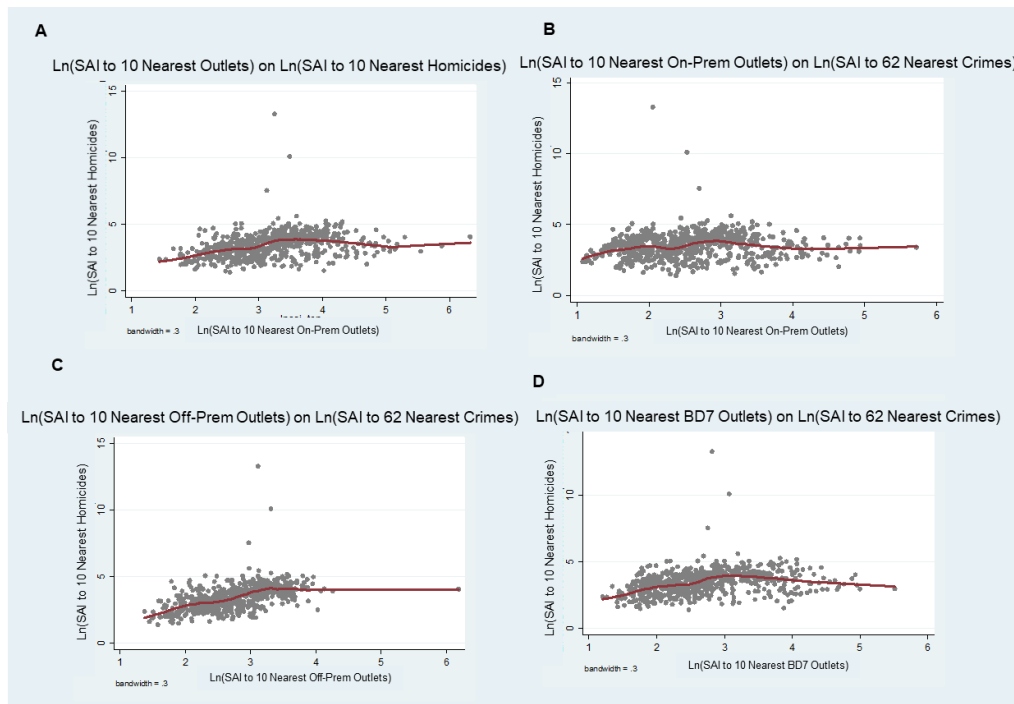 A
Ln(SAI to 10 Nearest Outlets) on Ln(SAI to 10 Nearest Homicides)
Ln(SAI to 10 Nearest Homicides)
15
10
5
0
1 2 3 4 5 6
bandwidth = .3
Ln(SAI to 10 Nearest On-Prem Outlets)
B
Ln(SAI to 10 Nearest On-Prem Outlets) on Ln(SAI to 62 Nearest Crimes)
Ln(SAI to 10 Nearest Homicides)
15
10
5
0
1 2 3 4 5 6
bandwidth = .3
Ln(SAI to 10 Nearest On-Prem Outlets)
C
Ln(SAI to 10 Nearest Off-Prem Outlets) on Ln(SAI to 62 Nearest Crimes)
Ln(SAI to 10 Nearest Homicides)
15
10
5
0
1 2 3 4 5 6
bandwidth = .3
Ln(SAI to 10 Nearest Off-Prem Outlets)
D
Ln(SAI to 10 Nearest BD7 Outlets) on Ln(SAI to 62 Nearest Crimes)
Ln(SAI to 10 Nearest Homicides)
10
5
0
1 2 3 4 5 6
bandwidth = .3
Ln(SAI to 10 Nearest BD7 Outlets)